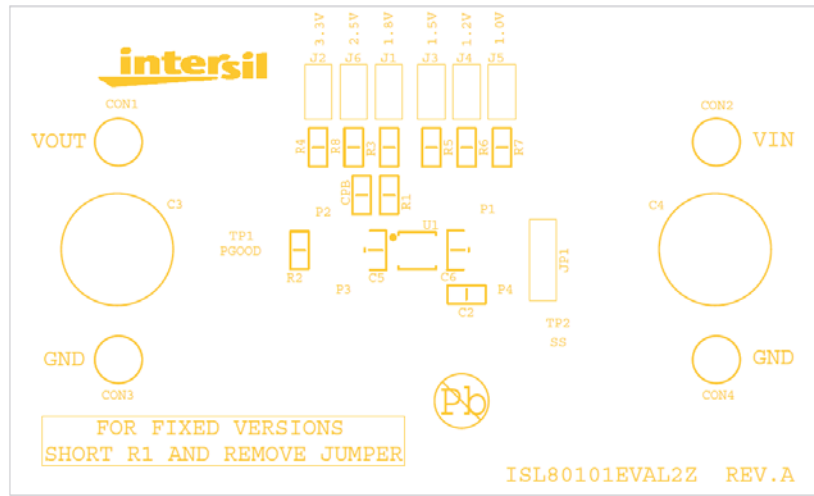 3.3V 2.5V 1.8V 1.5V 1.2V 1.0V
intersil
J2 J6 J1 J3 J4 J5
CON1
CON2
VOUT
VIN
R4 R8 R3 R5 R6 R7
CPB R1
C3
C4
P2
P1
TP1
PGOOD
U1
JP1
R2
C5
C6
P3
P4
C2
TP2
SS
GND
GND
CON3
CON4
Pb
FOR FIXED VERSIONS
SHORT R1 AND REMOVE JUMPER
ISL80101EVAL2Z REV.A